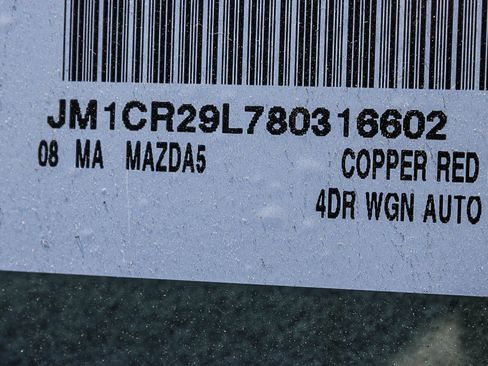 JM1CR29L780316602
08 MA MAZDA5 COPPER RED
4DR WGN AUTO